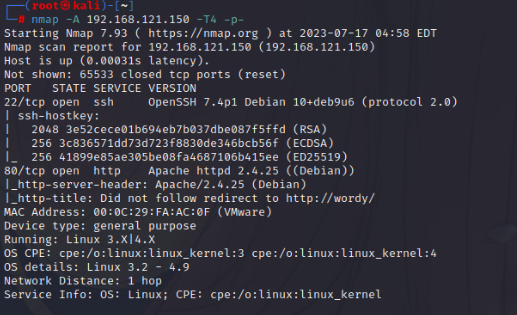 ┌──(root㉿kali)-[~]
└─# nmap -A 192.168.121.150 -T4 -p-
Starting Nmap 7.93 ( https://nmap.org ) at 2023-07-17 04:58 EDT
Nmap scan report for 192.168.121.150 (192.168.121.150)
Host is up (0.00031s latency).
Not shown: 65533 closed tcp ports (reset)
PORT   STATE SERVICE VERSION
22/tcp open  ssh     OpenSSH 7.4p1 Debian 10+deb9u6 (protocol 2.0)
| ssh-hostkey:
|   2048 3e52cece01b694eb7b037dbe087f5ffd (RSA)
|   256 3c836571dd73d723f8830de346bcb56f (ECDSA)
|_  256 41899e85ae305be08fa4687106b415ee (ED25519)
80/tcp open  http    Apache httpd 2.4.25 ((Debian))
|_http-server-header: Apache/2.4.25 (Debian)
|_http-title: Did not follow redirect to http://wordy/
MAC Address: 00:0C:29:FA:AC:0F (VMware)
Device type: general purpose
Running: Linux 3.X|4.X
OS CPE: cpe:/o:linux:linux_kernel:3 cpe:/o:linux:linux_kernel:4
OS details: Linux 3.2 - 4.9
Network Distance: 1 hop
Service Info: OS: Linux; CPE: cpe:/o:linux:linux_kernel